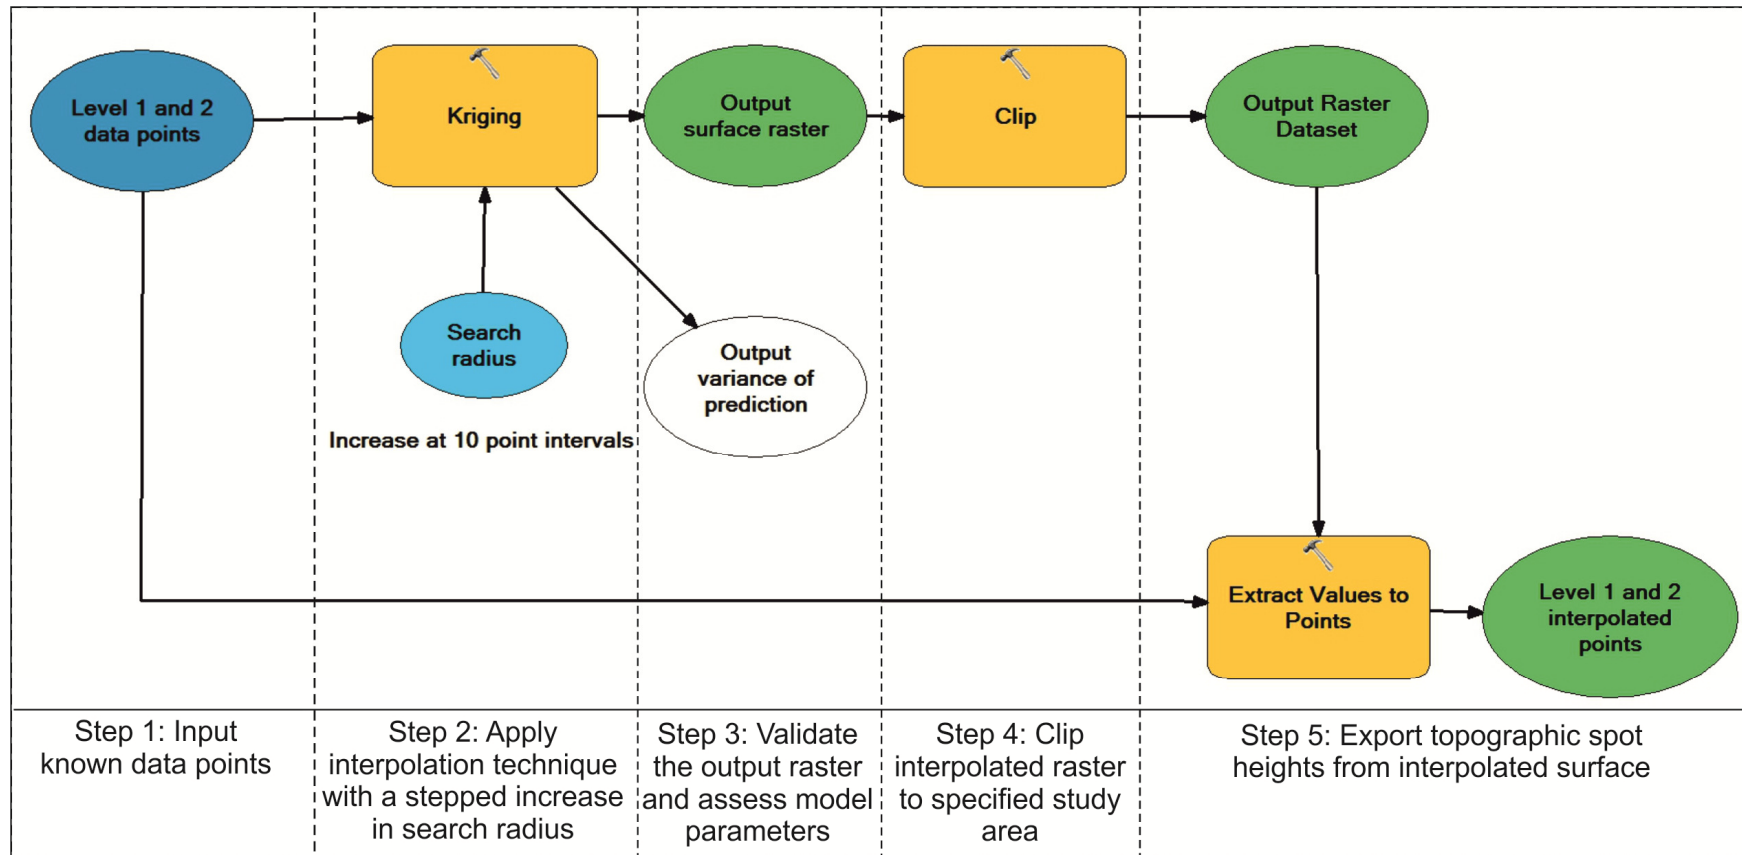 Level 1 and 2
data points
Kriging
Output
surface raster
Clip
Output Raster
Dataset
Search
radius
Increase at 10 point intervals
Output
variance of
prediction
Extract Values to
Points
Level 1 and 2
interpolated
points
Step 1: Input
known data points
Step 2: Apply
interpolation technique
with a stepped increase
in search radius
Step 3: Validate
the output raster
and assess model
parameters
Step 4: Clip
interpolated raster
to specified study
area
Step 5: Export topographic spot
heights from interpolated surface